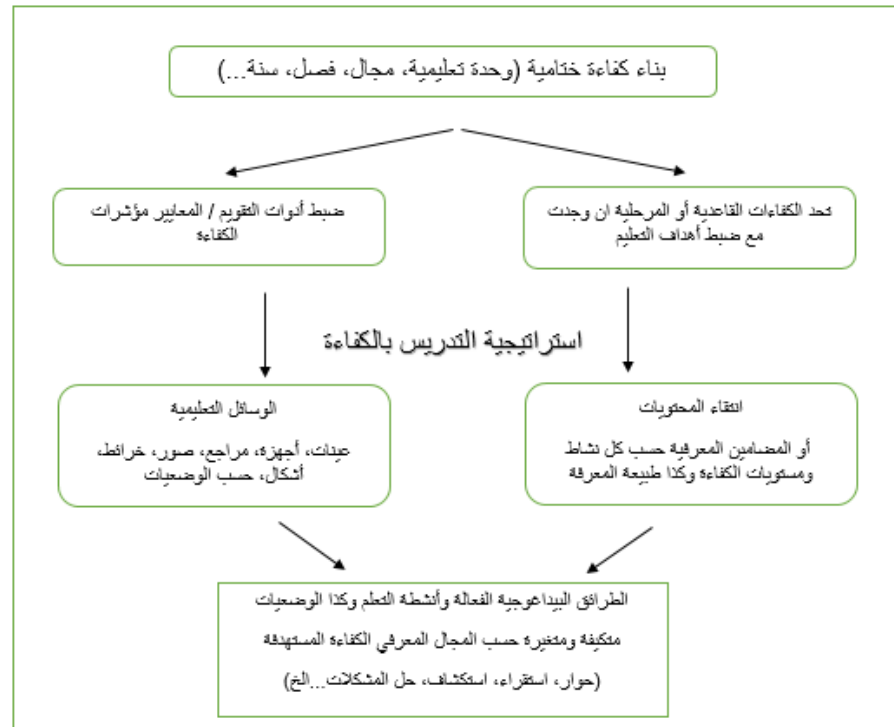 بناء كفاءة ختامية (وحدة تعليمية، مجال، فصل، سنة...)
تحد الكفاءات القاعدية أو المرحلية ان وجدت
مع ضبط أهداف التعليم
ضبط أدوات التقويم / المعايير مؤشرات
الكفاءة
استراتيجية التدريس بالكفاءة
انتقاء المحتويات
أو المضامين المعرفية حسب كل نشاط
ومستويات الكفاءة وكذا طبيعة المعرفة
الوسائل التعليمية
عينات، أجهزة، مراجع، صور، خرائط،
أشكال، حسب الوضعيات
الطرائق البيداغوجية الفعالة وأنشطة التعلم وكذا الوضعيات
متكيفة ومتغيرة حسب المجال المعرفي الكفاءة المستهدفة
(حوار، استقراء، استكشاف، حل المشكلات...الخ)